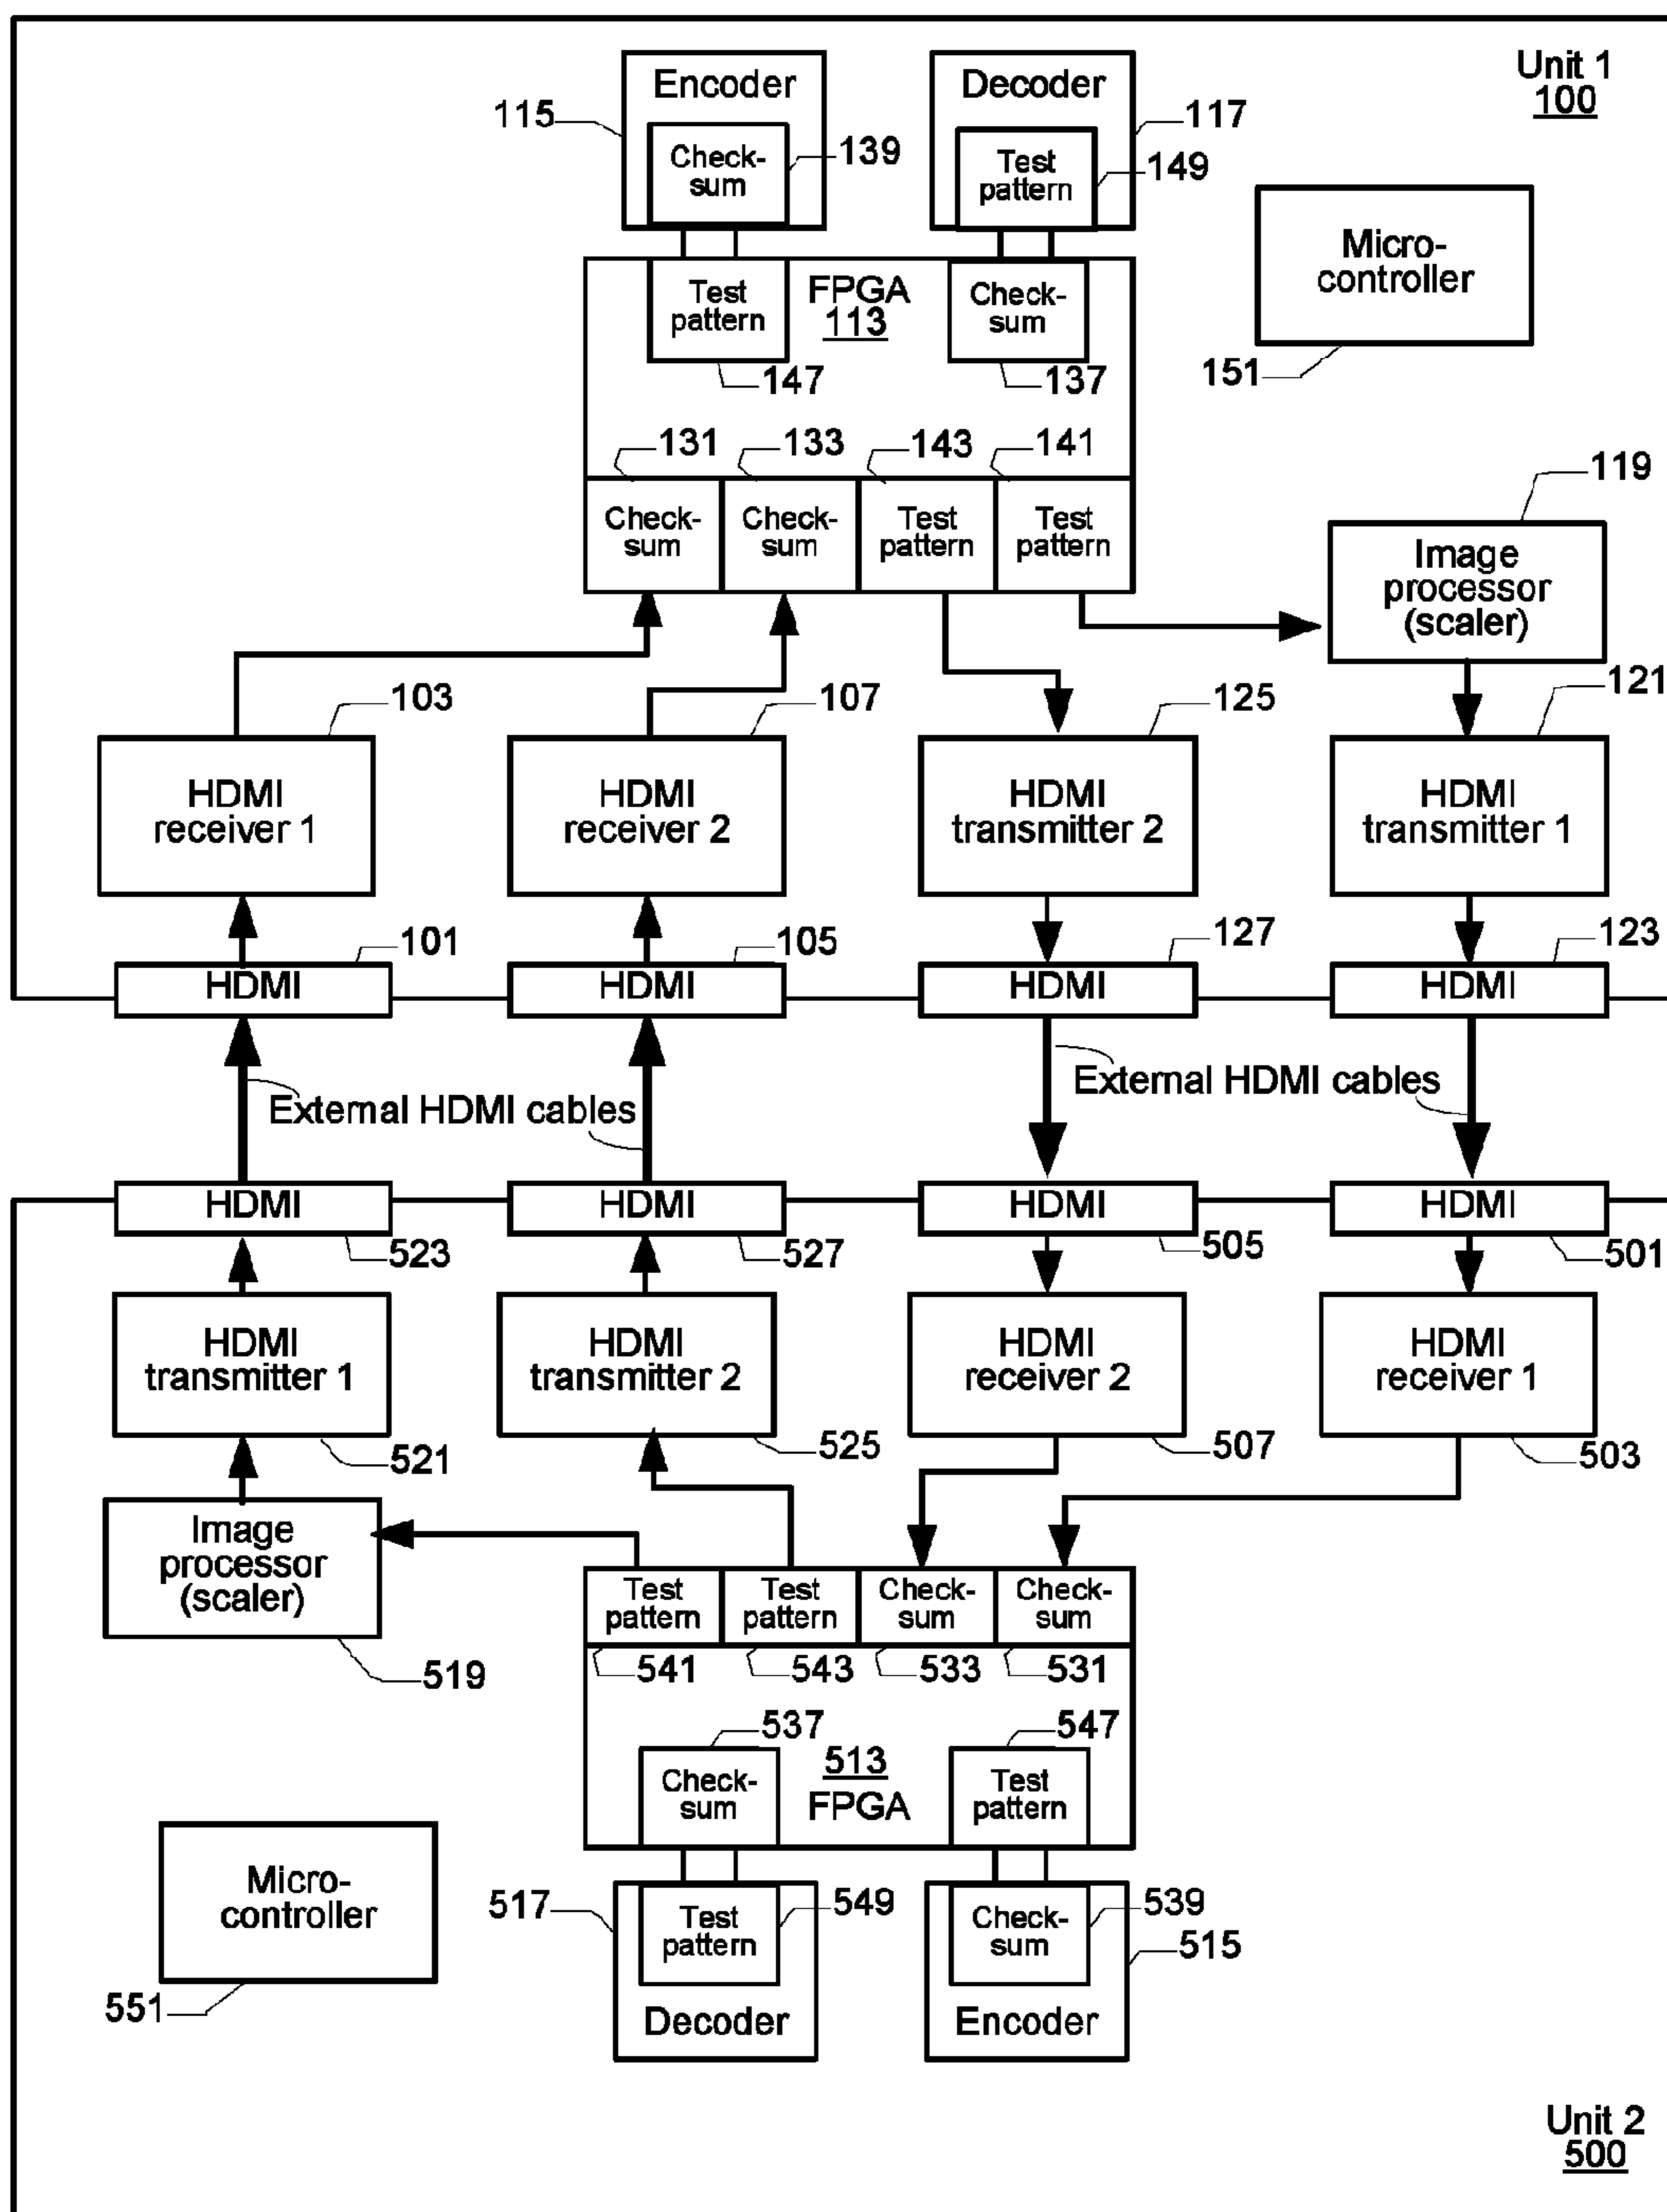 Unit 1
100
Encoder
Decoder
115
117
Check-
sum
139
Test
pattern
149
Micro-
controller
151
Test
pattern
FPGA
113
Check-
sum
147
137
131
133
143
141
119
Check-
sum
Check-
sum
Test
pattern
Test
pattern
Image
processor
(scaler)
103
107
125
121
HDMI
receiver 1
HDMI
receiver 2
HDMI
transmitter 2
HDMI
transmitter 1
101
105
127
123
HDMI
HDMI
HDMI
HDMI
External HDMI cables
External HDMI cables
HDMI
HDMI
HDMI
HDMI
523
527
505
501
HDMI
transmitter 1
HDMI
transmitter 2
HDMI
receiver 2
HDMI
receiver 1
521
525
507
503
Image
processor
(scaler)
519
Test
pattern
Test
pattern
Check-
sum
Check-
sum
541
543
533
531
537
547
Check-
sum
513
FPGA
Test
pattern
Micro-
controller
551
517
Test
pattern
549
Check-
sum
539
515
Decoder
Encoder
Unit 2
500